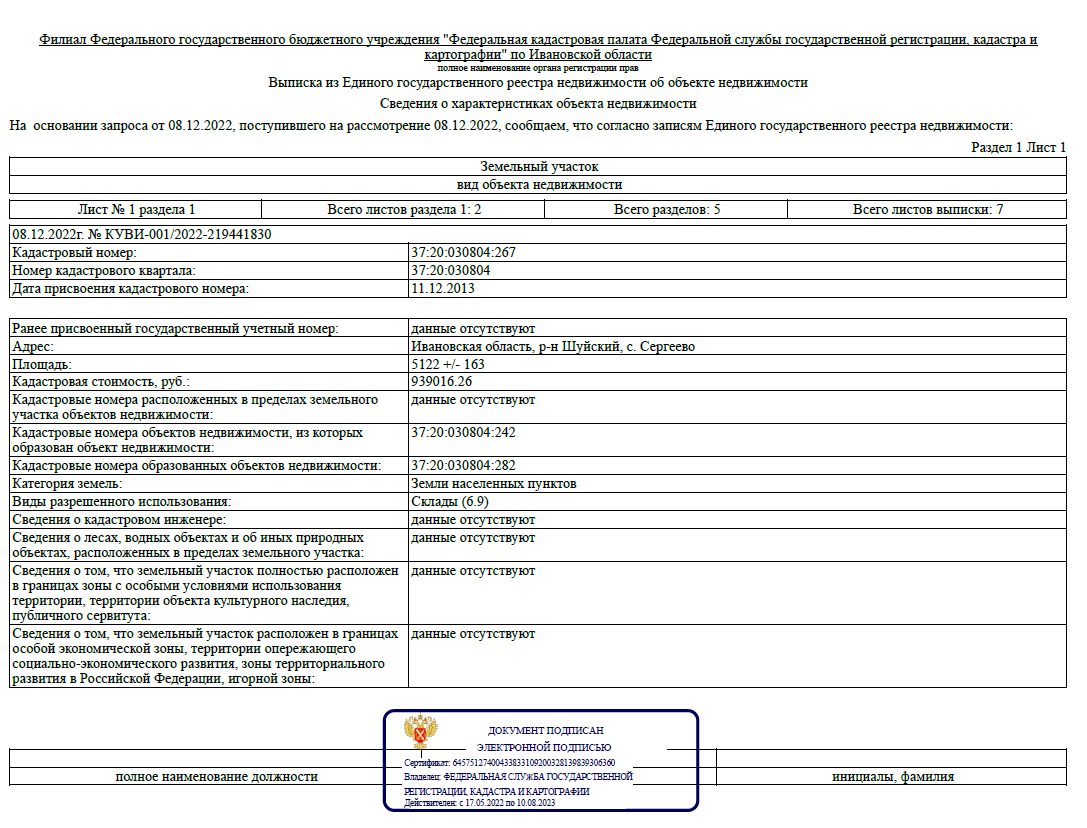 Филиал Федерального государственного бюджетного учреждения "Федеральная кадастровая палата Федеральной службы государственной регистрации, кадастра и
картографии" по Ивановской области
полное наименование органа регистрации прав
Выписка из Единого государственного реестра недвижимости об объекте недвижимости
Сведения о характеристиках объекта недвижимости
На основании запроса от 08.12.2022, поступившего на рассмотрение 08.12.2022, сообщаем, что согласно записям Единого государственного реестра недвижимости:
Раздел 1 Лист 1
Земельный участок
вид объекта недвижимости
Лист № 1 раздела 1 Всего листов раздела 1: 2 Всего разделов: 5 Всего листов выписки: 7
08.12.2022г. № КУВИ-001/2022-219441830
Кадастровый номер: 37:20:030804:267
Номер кадастрового квартала: 37:20:030804
Дата присвоения кадастрового номера: 11.12.2013
Ранее присвоенный государственный учетный номер: данные отсутствуют
Адрес: Ивановская область, р-н Шуйский, с. Сергеево
Площадь: 5122 +/- 163
Кадастровая стоимость, руб.: 939016.26
Кадастровые номера расположенных в пределах земельного данные отсутствуют
участка объектов недвижимости:
Кадастровые номера объектов недвижимости, из которых 37:20:030804:242
образован объект недвижимости:
Кадастровые номера образованных объектов недвижимости: 37:20:030804:282
Категория земель: Земли населенных пунктов
Виды разрешенного использования: Склады (6.9)
Сведения о кадастровом инженере: данные отсутствуют
Сведения о лесах, водных объектах и об иных природных данные отсутствуют
объектах, расположенных в пределах земельного участка:
Сведения о том, что земельный участок полностью расположен данные отсутствуют
в границах зоны с особыми условиями использования
территории, территории объекта культурного наследия,
публичного сервитута:
Сведения о том, что земельный участок расположен в границах данные отсутствуют
особой экономической зоны, территории опережающего
социально-экономического развития, зоны территориального
развития в Российской Федерации, игорной зоны:
ДОКУМЕНТ ПОДПИСАН
ЭЛЕКТРОННОЙ ПОДПИСЬЮ
Сертификат: 64575127400433833109200328139839306360
Владелец: ФЕДЕРАЛЬНАЯ СЛУЖБА ГОСУДАРСТВЕННОЙ
РЕГИСТРАЦИИ, КАДАСТРА И КАРТОГРАФИИ
Действителен: с 17.05.2022 по 10.08.2023
полное наименование должности инициалы, фамилия